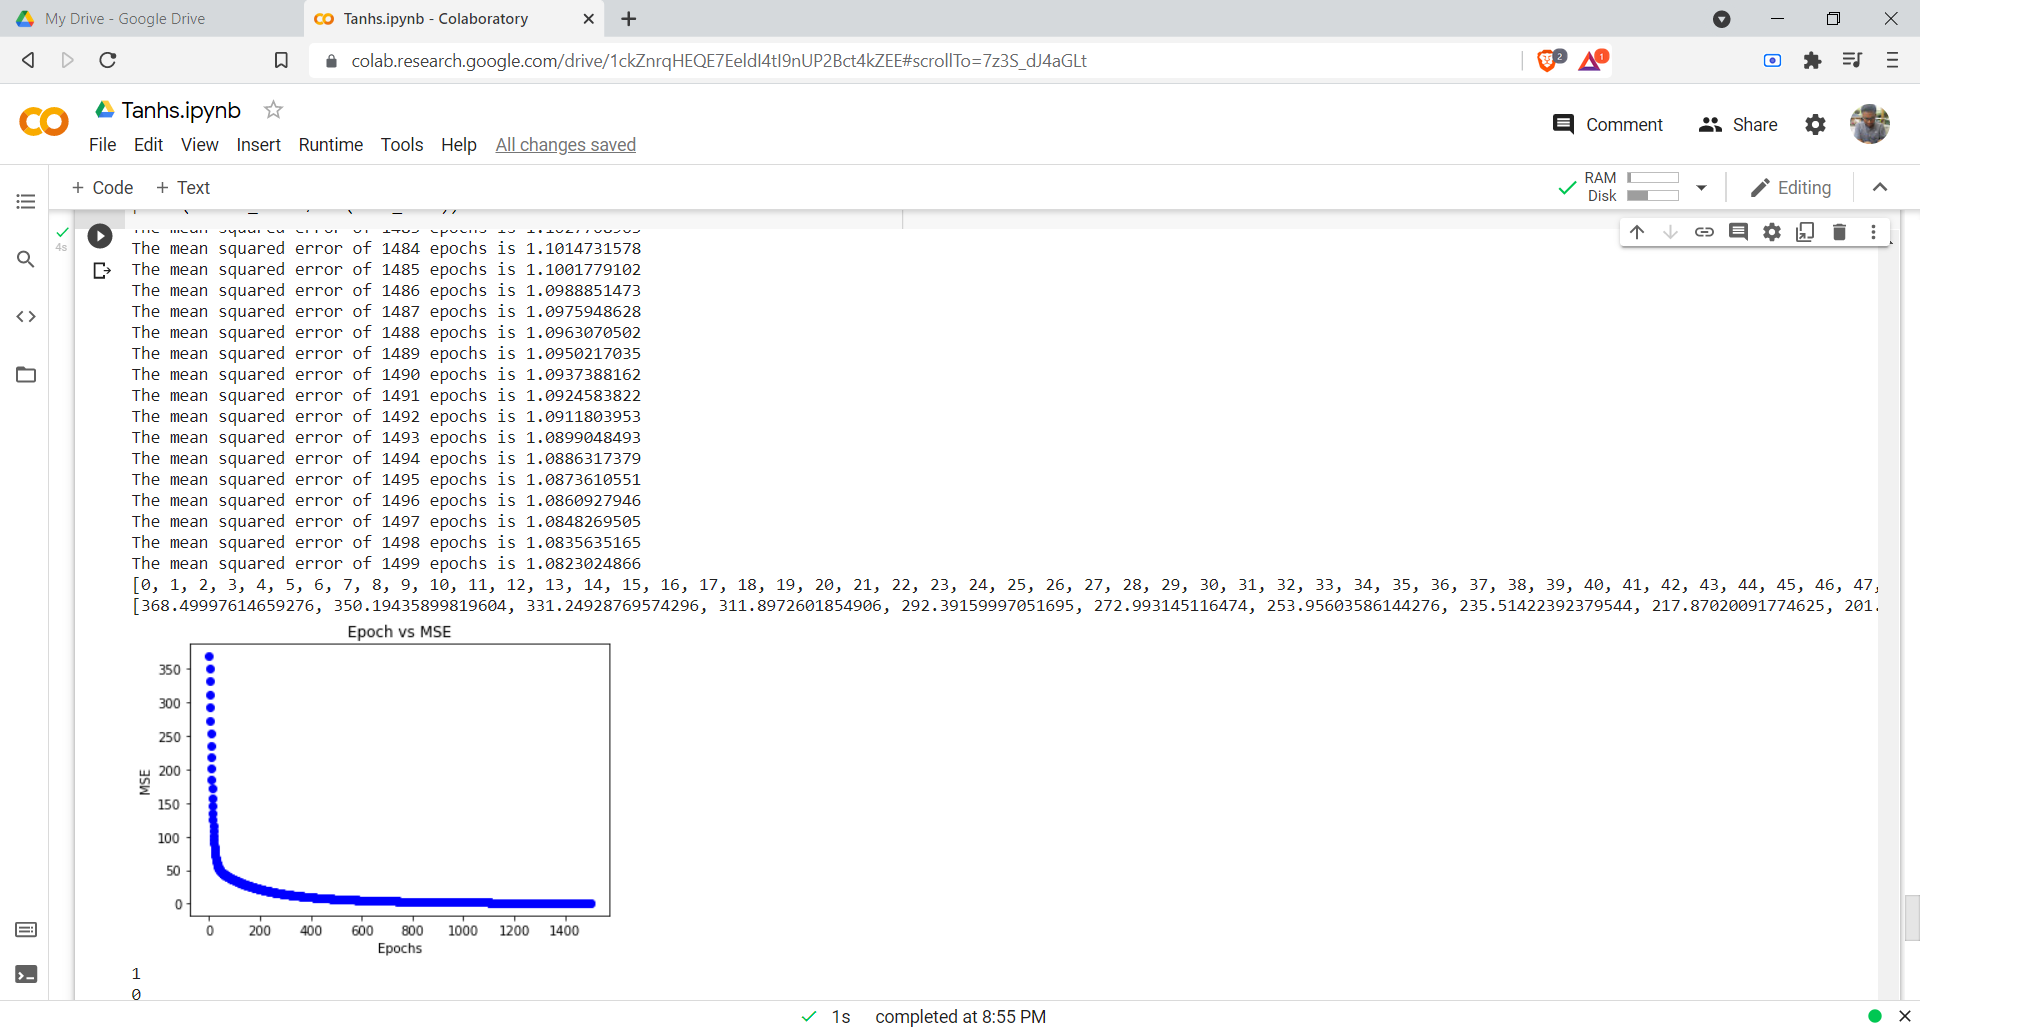 My Drive - Google Drive
Tanhs.ipynb - Colaboratory
colab.research.google.com/drive/1ckZnrqHEQE7EeldI4tI9nUP2Bct4kZEE#scrollTo=7z3S_dJ4aGLt
2
1
Tanhs.ipynb
Comment
Share
File Edit View Insert Runtime Tools Help All changes saved
+ Code + Text
RAM
Disk
Editing
4s
The mean squared error of 1484 epochs is 1.1014731578
The mean squared error of 1485 epochs is 1.1001779102
The mean squared error of 1486 epochs is 1.0988851473
The mean squared error of 1487 epochs is 1.0975948628
The mean squared error of 1488 epochs is 1.0963070502
The mean squared error of 1489 epochs is 1.0950217035
The mean squared error of 1490 epochs is 1.0937388162
The mean squared error of 1491 epochs is 1.0924583822
The mean squared error of 1492 epochs is 1.0911803953
The mean squared error of 1493 epochs is 1.0899048493
The mean squared error of 1494 epochs is 1.0886317379
The mean squared error of 1495 epochs is 1.0873610551
The mean squared error of 1496 epochs is 1.0860927946
The mean squared error of 1497 epochs is 1.0848269505
The mean squared error of 1498 epochs is 1.0835635165
The mean squared error of 1499 epochs is 1.0823024866
[0, 1, 2, 3, 4, 5, 6, 7, 8, 9, 10, 11, 12, 13, 14, 15, 16, 17, 18, 19, 20, 21, 22, 23, 24, 25, 26, 27, 28, 29, 30, 31, 32, 33, 34, 35, 36, 37, 38, 39, 40, 41, 42, 43, 44, 45, 46, 47,
[368.49997614659276, 350.19435899819604, 331.24928769574296, 311.8972601854906, 292.39159997051695, 272.993145116474, 253.95603586144276, 235.51422392379544, 217.87020091774625, 201.
Epoch vs MSE
350
300
250
200
150
100
50
0
MSE
0 200 400 600 800 1000 1200 1400
Epochs
1
0
1s completed at 8:55 PM